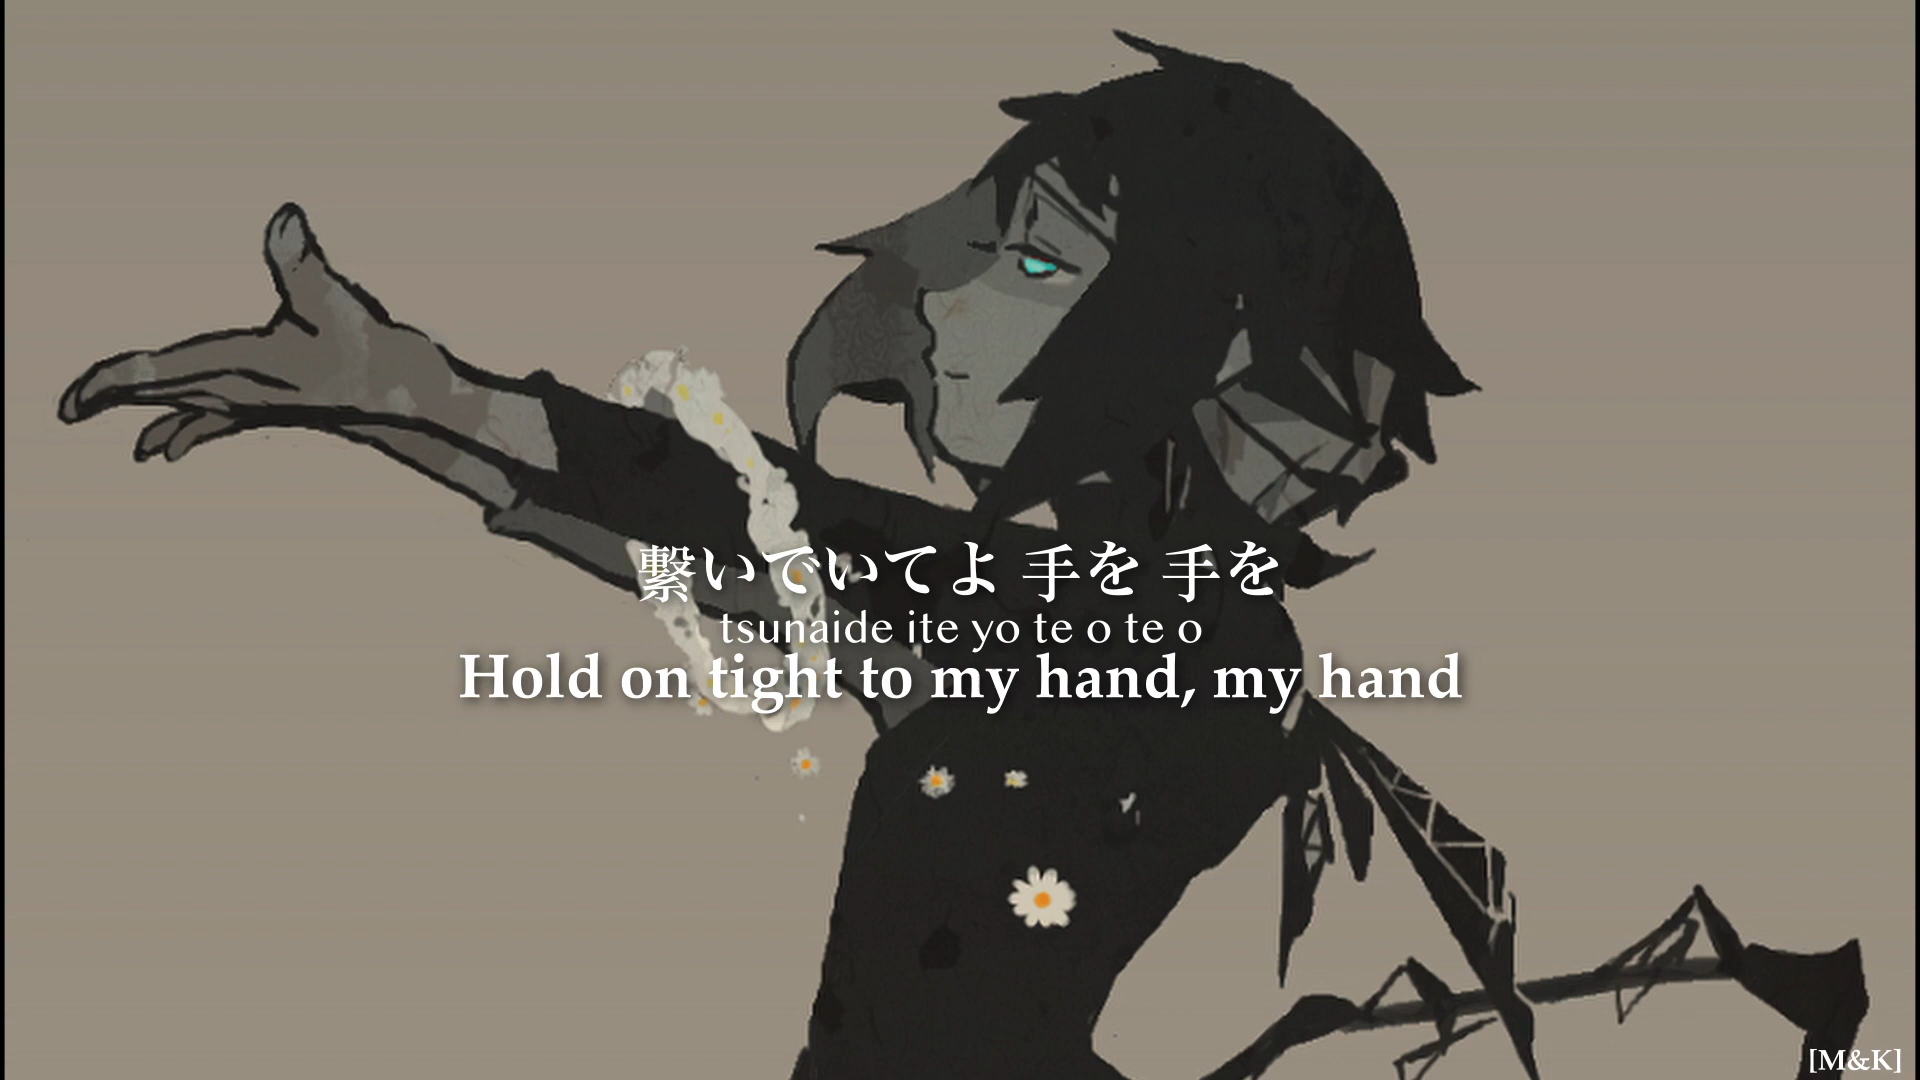 繋いでいてよ 手を 手を
tsunaide ite yo te o te o
Hold on tight to my hand, my hand
[M&K]